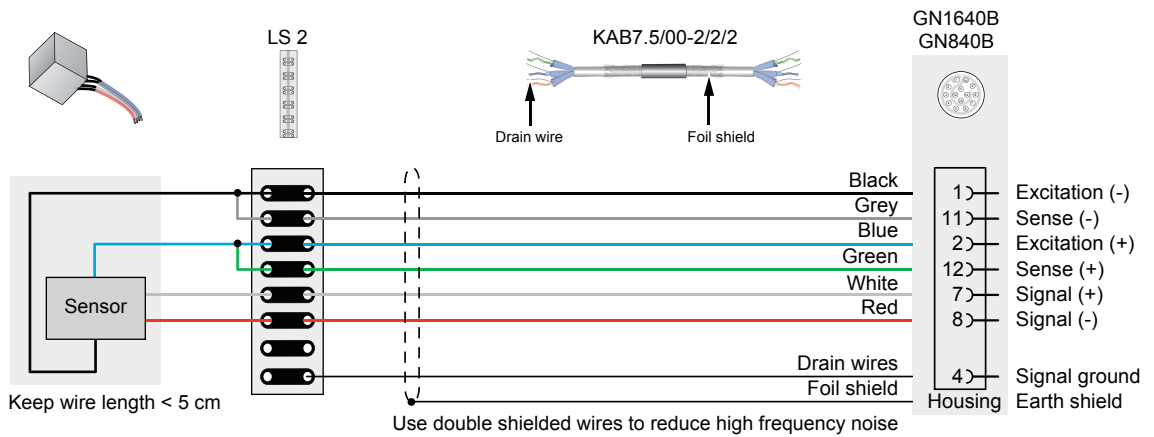 GN1640B
GN840B
LS 2
KAB7.5/00-2/2/2
Drain wire
Foil shield
Black
1
Excitation (-)
Grey
11
Sense (-)
Blue
2
Excitation (+)
Green
12
Sense (+)
White
7
Signal (+)
Sensor
Red
8
Signal (-)
Drain wires
4
Signal ground
Foil shield
Housing
Earth shield
Keep wire length < 5 cm
Use double shielded wires to reduce high frequency noise